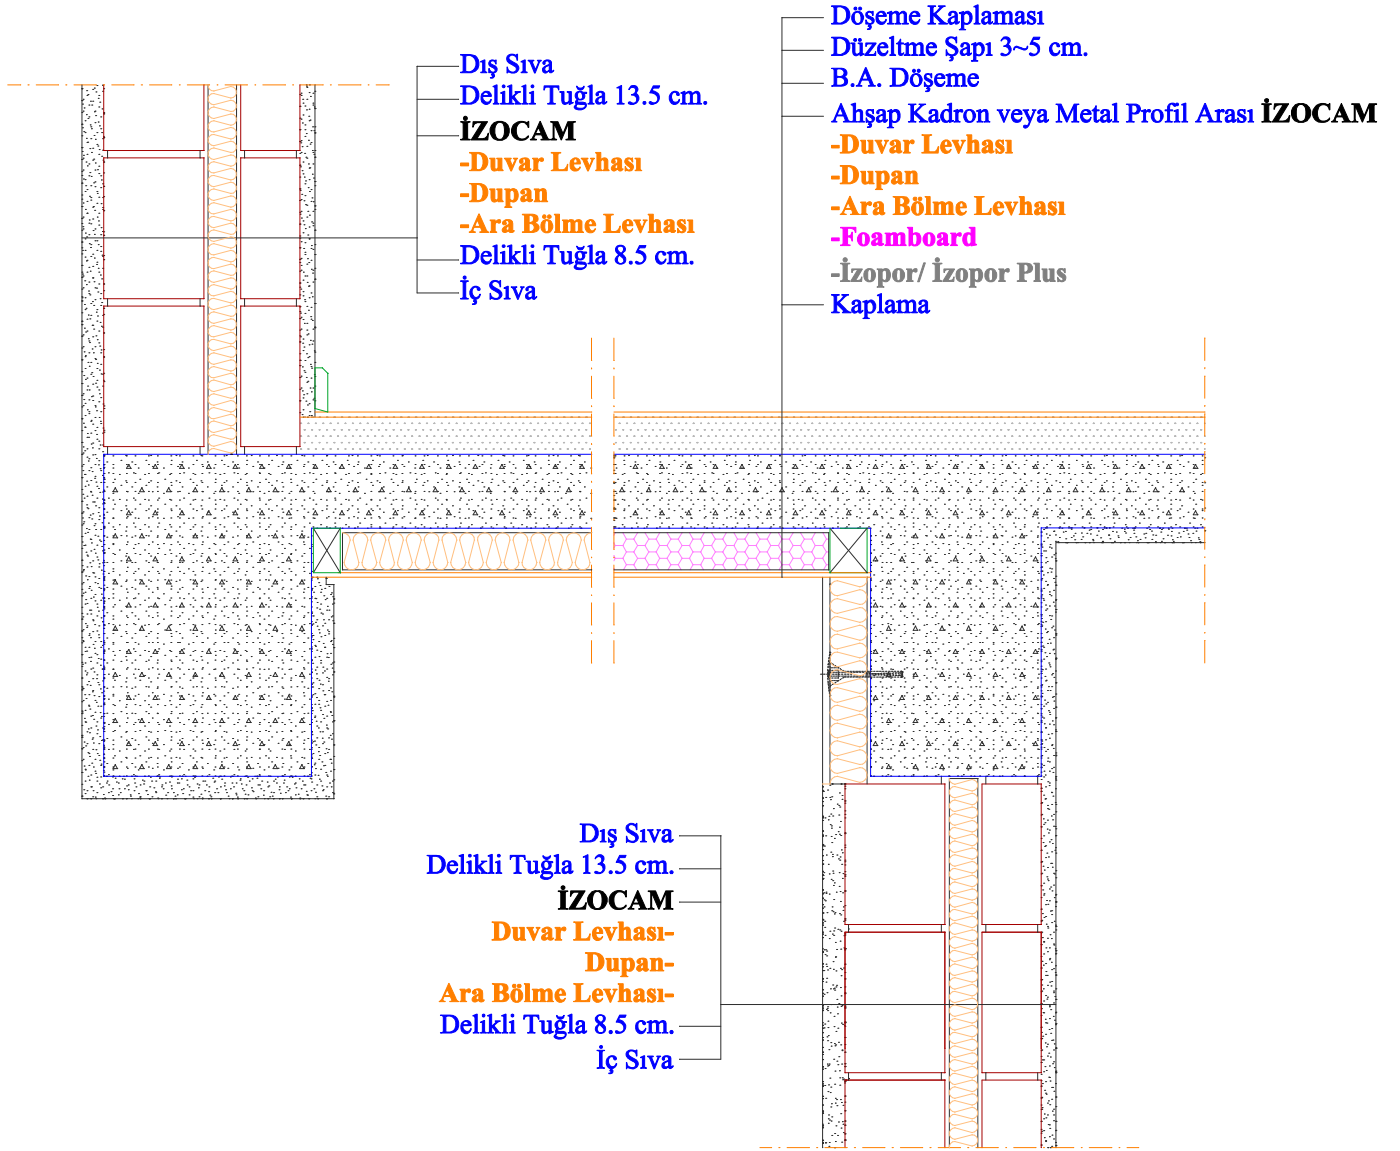 Dış Sıva
Delikli Tuğla 13.5 cm.
İZOCAM
-Duvar Levhası
-Dupan
-Ara Bölme Levhası
Delikli Tuğla 8.5 cm.
İç Sıva
Döşeme Kaplaması
Düzeltme Şapı 3~5 cm.
B.A. Döşeme
Ahşap Kadron veya Metal Profil Arası İZOCAM
-Duvar Levhası
-Dupan
-Ara Bölme Levhası
-Foamboard
-İzopor/ İzopor Plus
Kaplama
Dış Sıva
Delikli Tuğla 13.5 cm.
İZOCAM
Duvar Levhası-
Dupan-
Ara Bölme Levhası-
Delikli Tuğla 8.5 cm.
İç Sıva